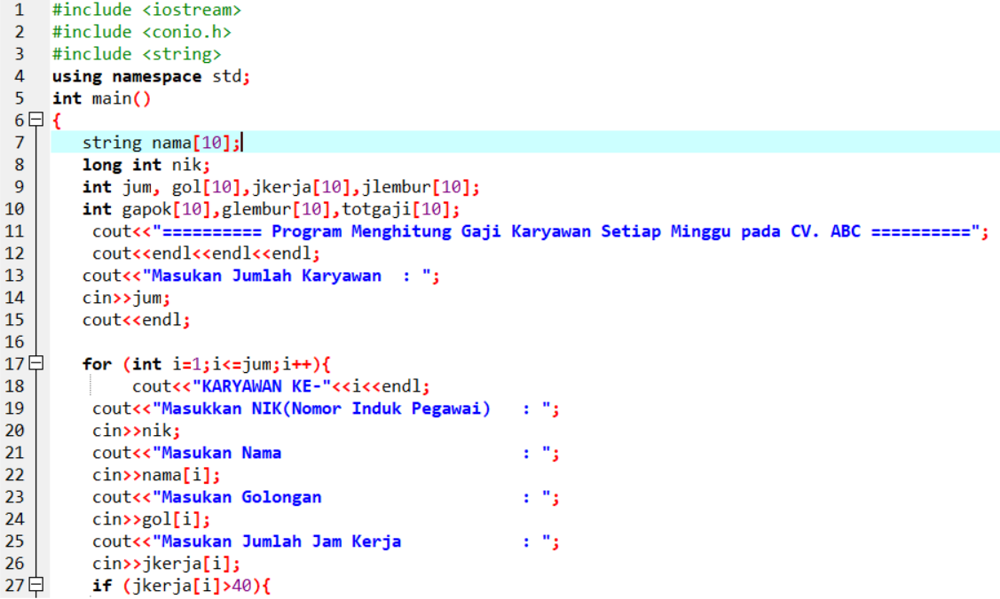 1 #include <iostream>
2 #include <conio.h>
3 #include <string>
4 using namespace std;
5 int main()
6 {
7 string nama[10];
8 long int nik;
9 int jum, gol[10],jkerja[10],jlembur[10];
10 int gapok[10],glembur[10],totgaji[10];
11 cout<<"========== Program Menghitung Gaji Karyawan Setiap Minggu pada CV. ABC ==========";
12 cout<<endl<<endl<<endl;
13 cout<<"Masukan Jumlah Karyawan  : ";
14 cin>>jum;
15 cout<<endl;
16
17 for (int i=1;i<=jum;i++){
18 cout<<"KARYAWAN KE-"<<i<<endl;
19 cout<<"Masukkan NIK(Nomor Induk Pegawai)   : ";
20 cin>>nik;
21 cout<<"Masukan Nama                        : ";
22 cin>>nama[i];
23 cout<<"Masukan Golongan                    : ";
24 cin>>gol[i];
25 cout<<"Masukan Jumlah Jam Kerja            : ";
26 cin>>jkerja[i];
27 if (jkerja[i]>40){